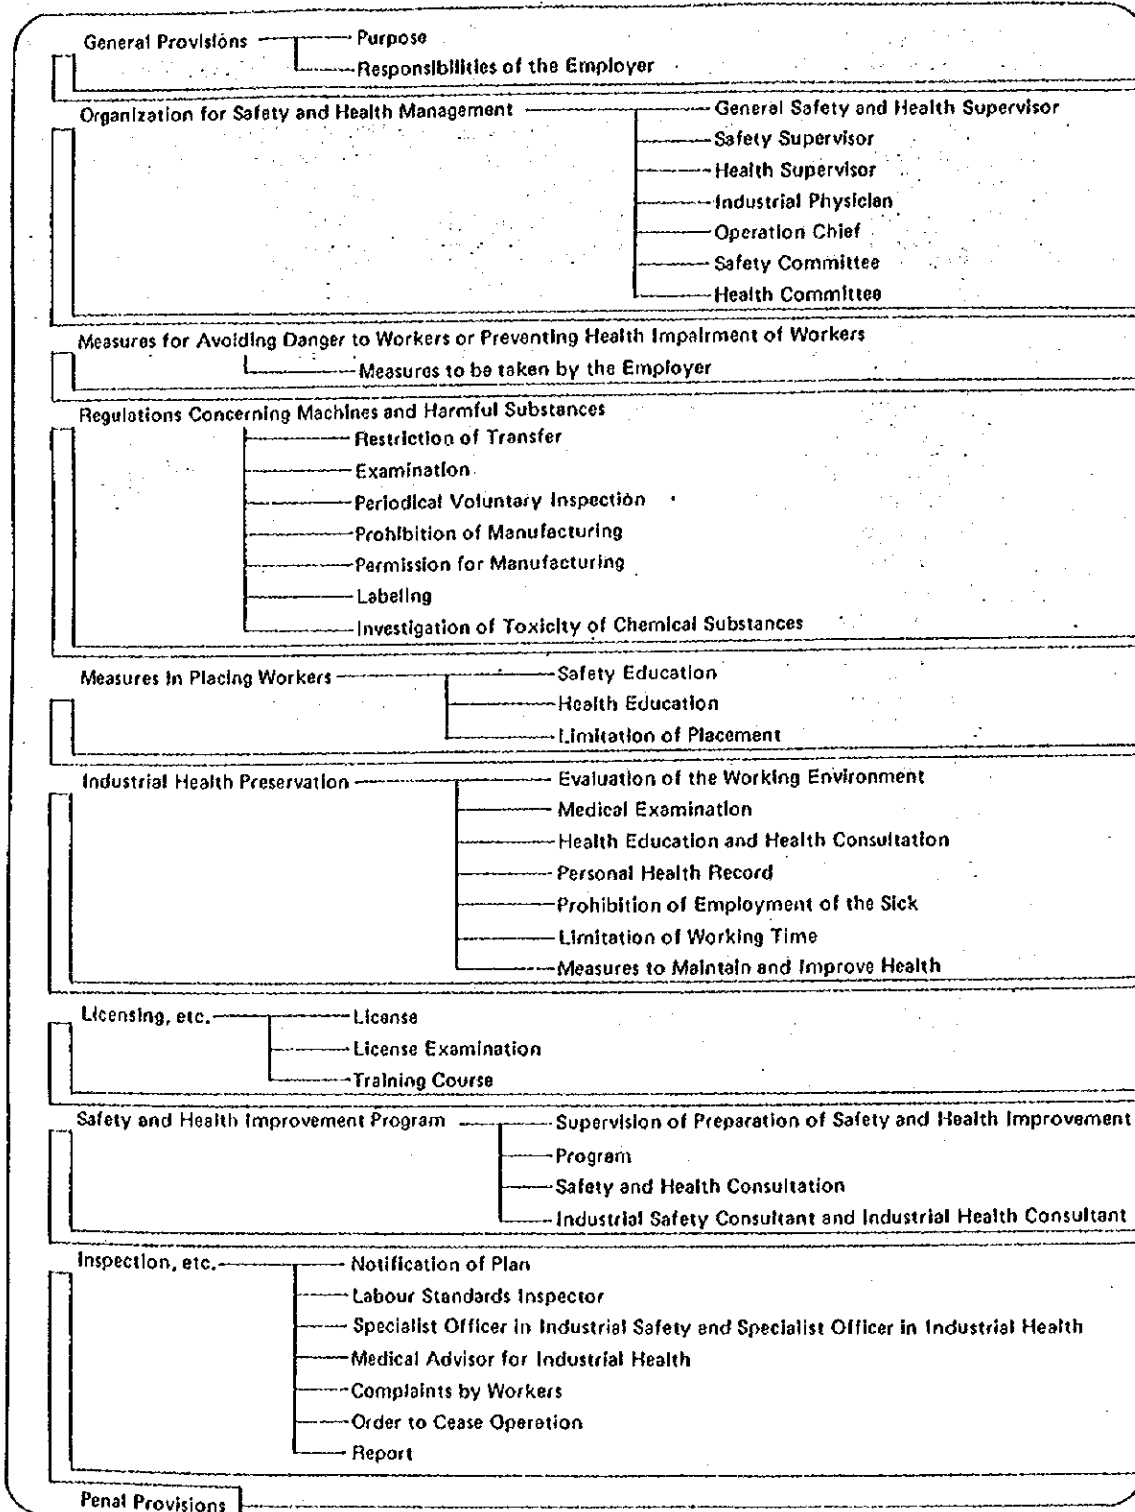 General Provisions
Purpose
Responsibilities of the Employer
Organization for Safety and Health Management
General Safety and Health Supervisor
Safety Supervisor
Health Supervisor
Industrial Physician
Operation Chief
Safety Committee
Health Committee
Measures for Avoiding Danger to Workers or Preventing Health Impairment of Workers
Measures to be taken by the Employer
Regulations Concerning Machines and Harmful Substances
Restriction of Transfer
Examination
Periodical Voluntary Inspection
Prohibition of Manufacturing
Permission for Manufacturing
Labeling
Investigation of Toxicity of Chemical Substances
Measures in Placing Workers
Safety Education
Health Education
Limitation of Placement
Industrial Health Preservation
Evaluation of the Working Environment
Medical Examination
Health Education and Health Consultation
Personal Health Record
Prohibition of Employment of the Sick
Limitation of Working Time
Measures to Maintain and Improve Health
Licensing, etc.
License
License Examination
Training Course
Safety and Health Improvement Program
Supervision of Preparation of Safety and Health Improvement
Program
Safety and Health Consultation
Industrial Safety Consultant and Industrial Health Consultant
Inspection, etc.
Notification of Plan
Labour Standards Inspector
Specialist Officer in Industrial Safety and Specialist Officer in Industrial Health
Medical Advisor for Industrial Health
Complaints by Workers
Order to Cease Operation
Report
Penal Provisions